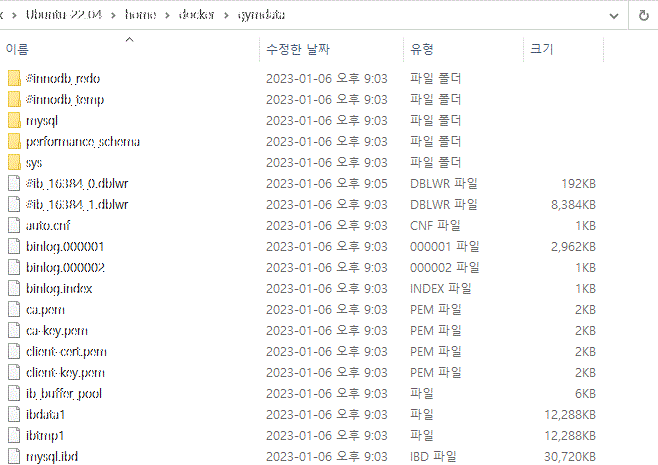 Ubuntu-22.04 > home > docker > gymdata
이름 수정한 날짜 유형 크기
#innodb_redo 2023-01-06 오후 9:03 파일 폴더
#innodb_temp 2023-01-06 오후 9:03 파일 폴더
mysql 2023-01-06 오후 9:03 파일 폴더
performance_schema 2023-01-06 오후 9:03 파일 폴더
sys 2023-01-06 오후 9:03 파일 폴더
#ib_16384_0.dblwr 2023-01-06 오후 9:05 DBLWR 파일 192KB
#ib_16384_1.dblwr 2023-01-06 오후 9:03 DBLWR 파일 8,384KB
auto.cnf 2023-01-06 오후 9:03 CNF 파일 1KB
binlog.000001 2023-01-06 오후 9:03 000001 파일 2,962KB
binlog.000002 2023-01-06 오후 9:03 000002 파일 1KB
binlog.index 2023-01-06 오후 9:03 INDEX 파일 1KB
ca.pem 2023-01-06 오후 9:03 PEM 파일 2KB
ca-key.pem 2023-01-06 오후 9:03 PEM 파일 2KB
client-cert.pem 2023-01-06 오후 9:03 PEM 파일 2KB
client-key.pem 2023-01-06 오후 9:03 PEM 파일 2KB
ib_buffer_pool 2023-01-06 오후 9:03 파일 6KB
ibdata1 2023-01-06 오후 9:03 파일 12,288KB
ibtmp1 2023-01-06 오후 9:03 파일 12,288KB
mysql.ibd 2023-01-06 오후 9:03 IBD 파일 30,720KB